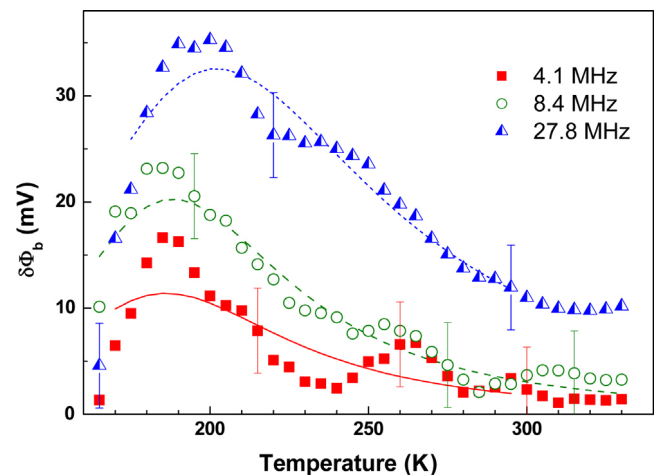 30
20
10
0
δΦb (mV)
4.1 MHz
8.4 MHz
27.8 MHz
200
250
300
Temperature (K)